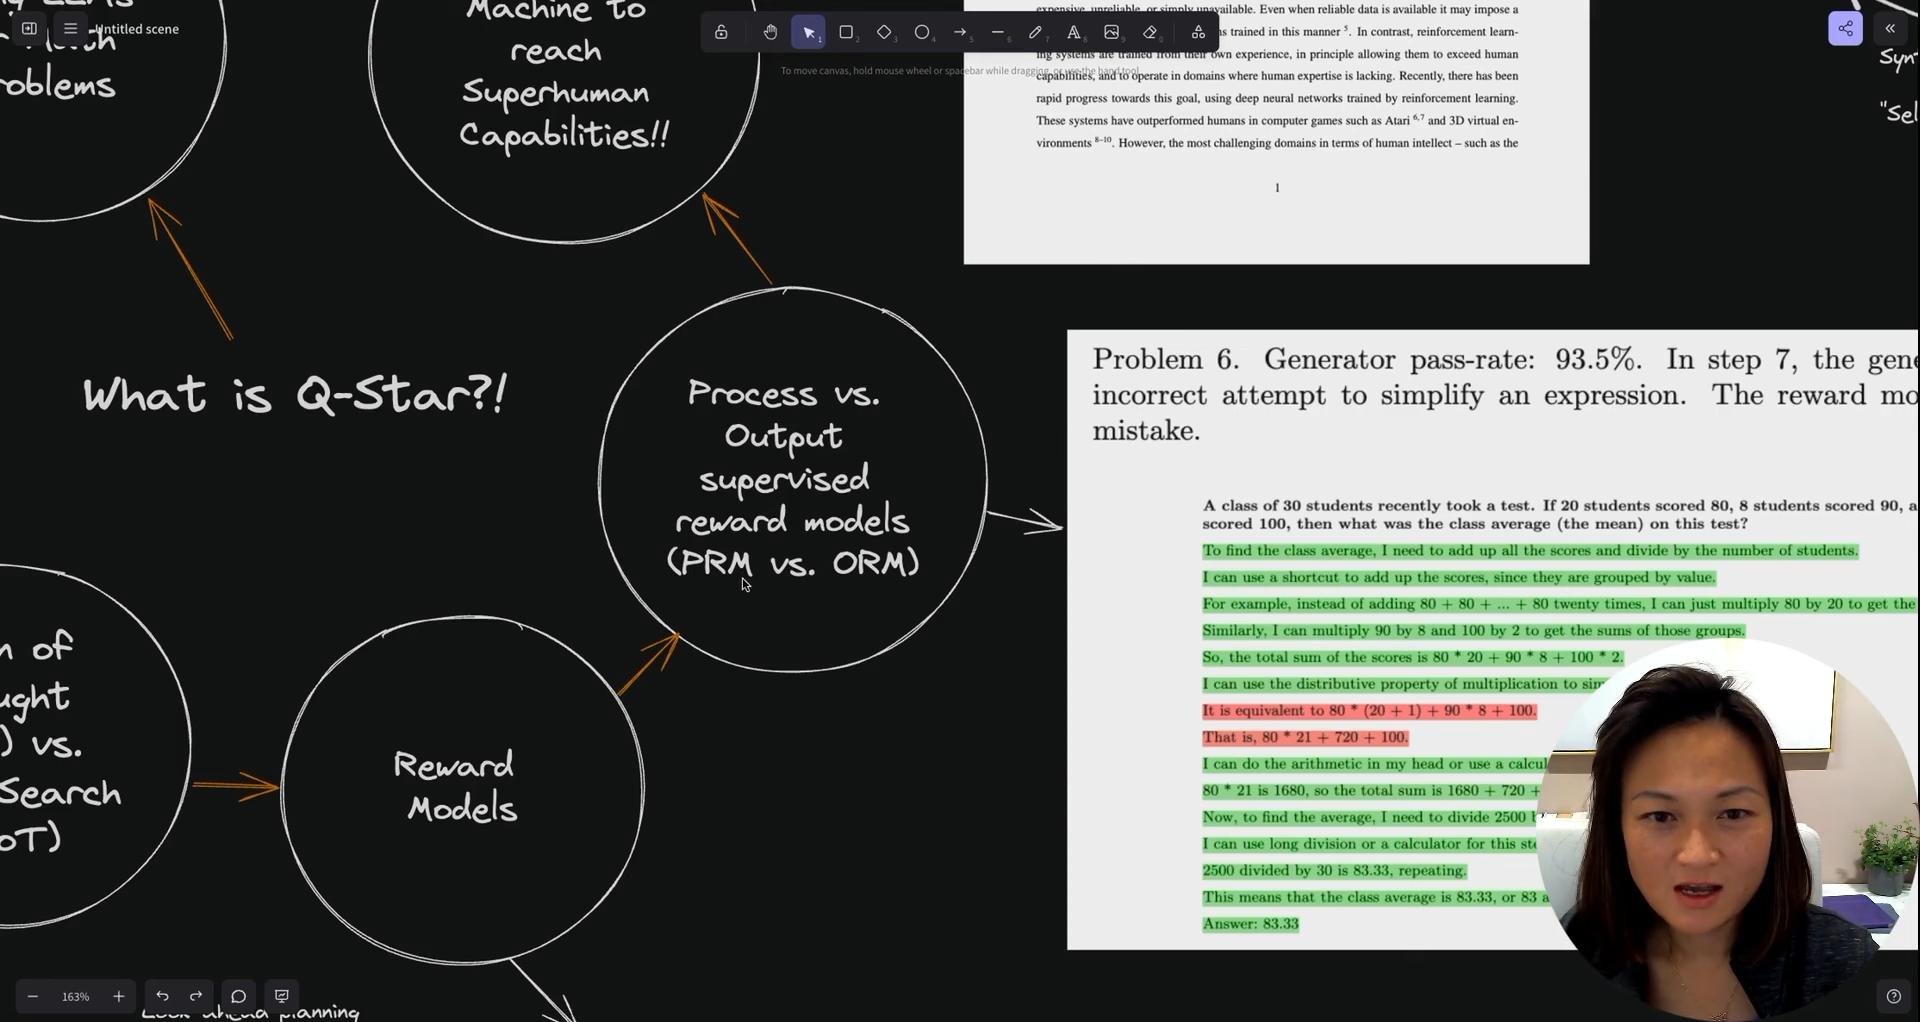 Untitled scene
To move canvas, hold mouse wheel or spacebar while dragging, or use the hand tool
Math
roblems
Machine to
reach
Superhuman
Capabilities!!
expensive, unreliable, or simply unavailable. Even when reliable data is available it may impose a
s trained in this manner 5. In contrast, reinforcement learn-
ing systems are trained from their own experience, in principle allowing them to exceed human
capabilities, and to operate in domains where human expertise is lacking. Recently, there has been
rapid progress towards this goal, using deep neural networks trained by reinforcement learning.
These systems have outperformed humans in computer games such as Atari 6,7 and 3D virtual en-
vironments 8–10. However, the most challenging domains in terms of human intellect – such as the
1
Syn
"Sel
What is Q-Star?!
Process vs.
Output
supervised
reward models
(PRM vs. ORM)
Problem 6. Generator pass-rate: 93.5%. In step 7, the gene
incorrect attempt to simplify an expression. The reward mo
mistake.
A class of 30 students recently took a test. If 20 students scored 80, 8 students scored 90, a
scored 100, then what was the class average (the mean) on this test?
To find the class average, I need to add up all the scores and divide by the number of students.
I can use a shortcut to add up the scores, since they are grouped by value.
For example, instead of adding 80 + 80 + ... + 80 twenty times, I can just multiply 80 by 20 to get the
Similarly, I can multiply 90 by 8 and 100 by 2 to get the sums of those groups.
So, the total sum of the scores is 80 * 20 + 90 * 8 + 100 * 2.
I can use the distributive property of multiplication to sim
It is equivalent to 80 * (20 + 1) + 90 * 8 + 100.
That is, 80 * 21 + 720 + 100.
I can do the arithmetic in my head or use a calcul
80 * 21 is 1680, so the total sum is 1680 + 720 +
Now, to find the average, I need to divide 2500 b
I can use long division or a calculator for this ste
2500 divided by 30 is 83.33, repeating.
This means that the class average is 83.33, or 83 a
Answer: 83.33
n of
ught
) vs.
Search
oT)
Reward
Models
163%
Look ahead planning